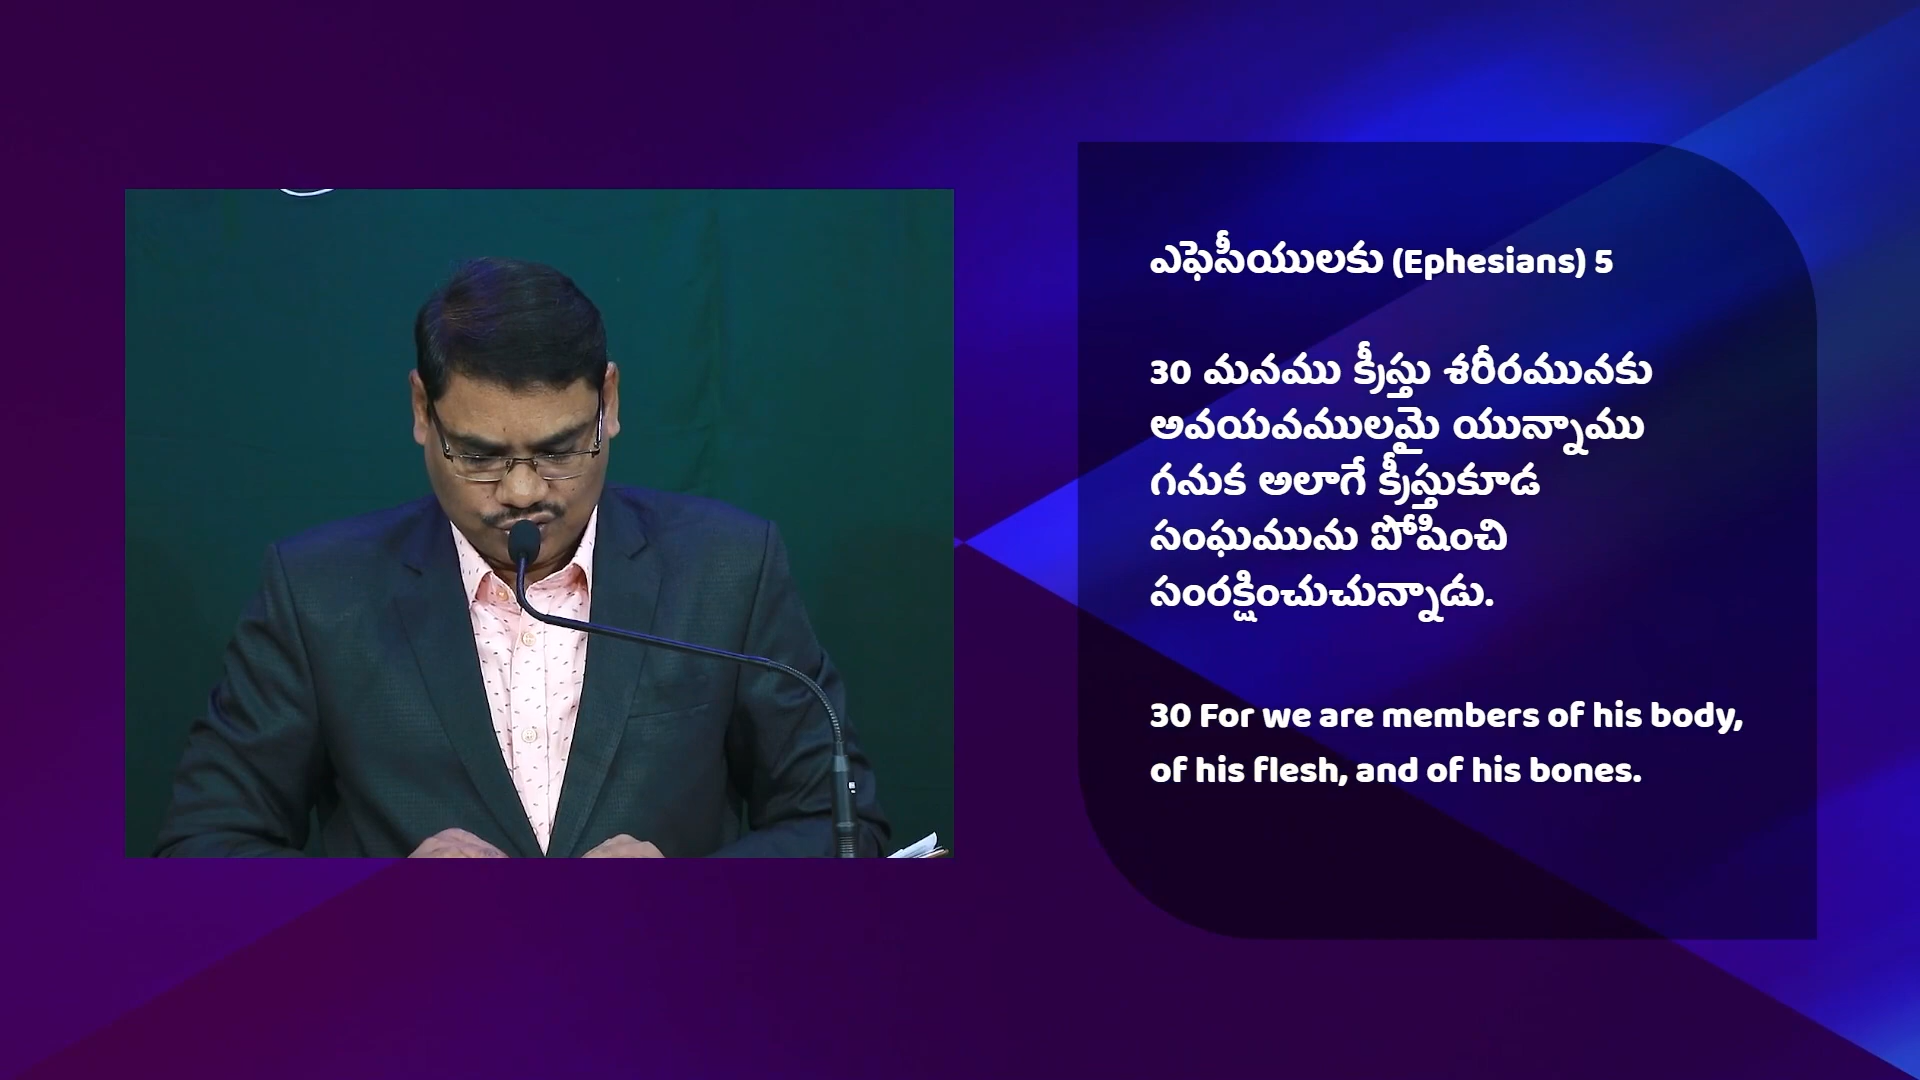 ఎఫెసీయులకు (Ephesians) 5
30 మనము క్రీస్తు శరీరమునకు
అవయవములమై యున్నాము
గనుక అలాగే క్రీస్తుకూడ
సంఘమును పోషించి
సంరక్షించుచున్నాడు.
30 For we are members of his body,
of his flesh, and of his bones.